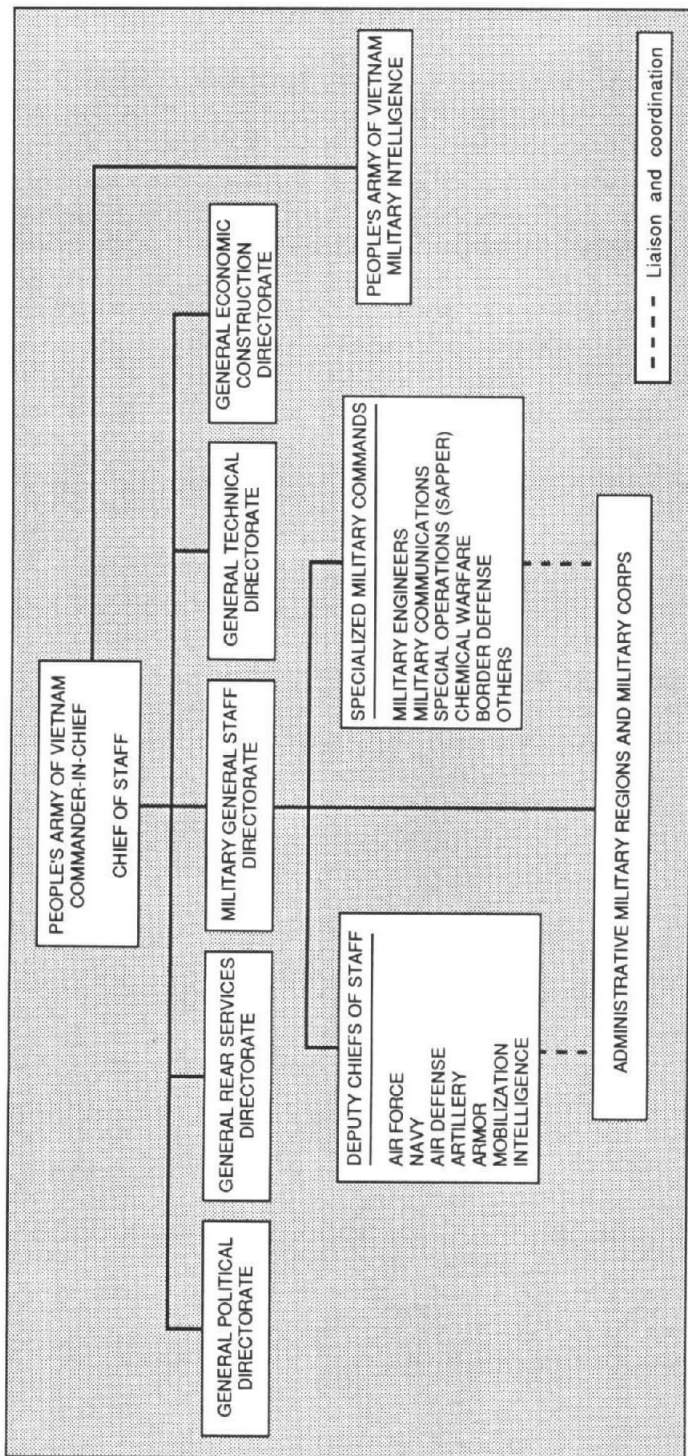 PEOPLE'S ARMY OF VIETNAM
COMMANDER-IN-CHIEF
CHIEF OF STAFF
GENERAL POLITICAL
DIRECTORATE
GENERAL REAR SERVICES
DIRECTORATE
MILITARY GENERAL STAFF
DIRECTORATE
GENERAL TECHNICAL
DIRECTORATE
GENERAL ECONOMIC
CONSTRUCTION
DIRECTORATE
PEOPLE'S ARMY OF VIETNAM
MILITARY INTELLIGENCE
DEPUTY CHIEFS OF STAFF
AIR FORCE
NAVY
AIR DEFENSE
ARTILLERY
ARMOR
MOBILIZATION
INTELLIGENCE
SPECIALIZED MILITARY COMMANDS
MILITARY ENGINEERS
MILITARY COMMUNICATIONS
SPECIAL OPERATIONS (SAPPER)
CHEMICAL WARFARE
BORDER DEFENSE
OTHERS
ADMINISTRATIVE MILITARY REGIONS AND MILITARY CORPS
Liaison and coordination